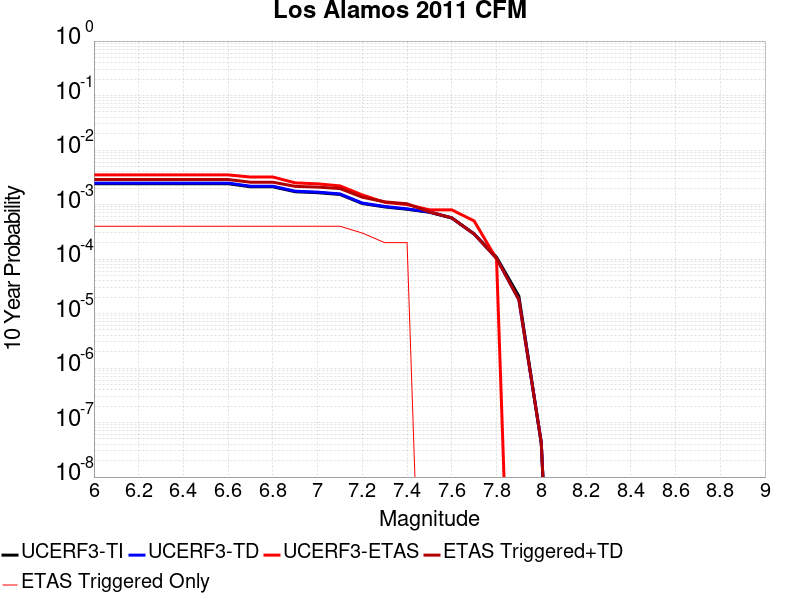 Los Alamos 2011 CFM
10^0
10^-1
10^-2
10^-3
10^-4
10^-5
10^-6
10^-7
10^-8
10 Year Probability
6 6.2 6.4 6.6 6.8 7 7.2 7.4 7.6 7.8 8 8.2 8.4 8.6 8.8 9
Magnitude
UCERF3-TI UCERF3-TD UCERF3-ETAS ETAS Triggered+TD
ETAS Triggered Only